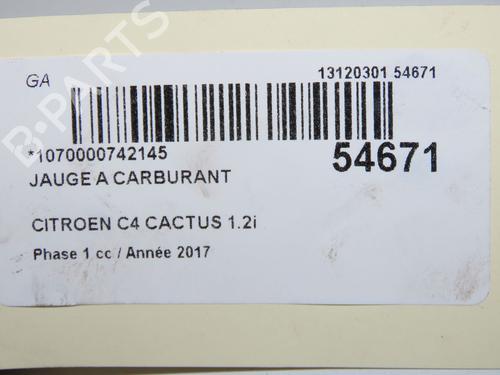 GA
13120301 54671
*1070000742145
54671
JAUGE A CARBURANT
CITROEN C4 CACTUS 1.2i
Phase 1 cc / Année 2017
B-PARTS